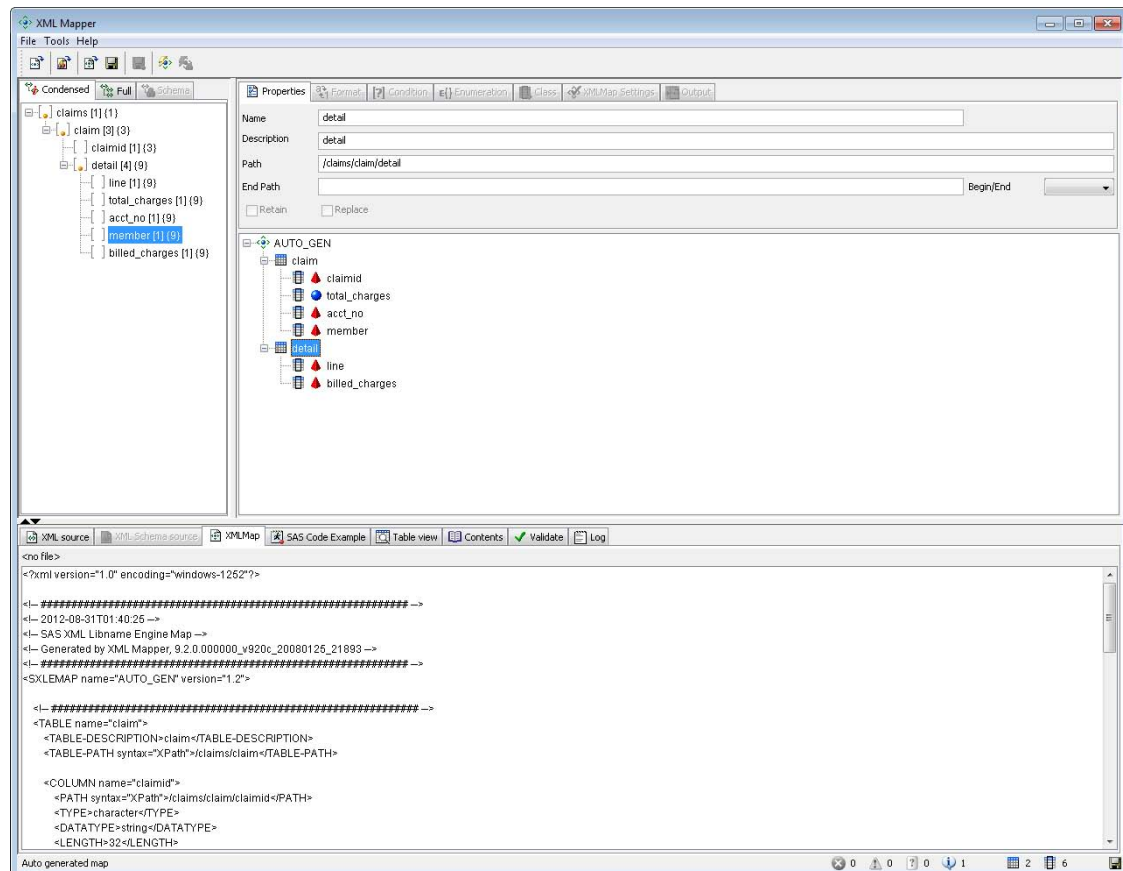 XML Mapper
File Tools Help
Condensed Full Schema
claims [1] {1}
claim [3] {3}
claimid [1] {3}
detail [4] {9}
line [1] {9}
total_charges [1] {9}
acct_no [1] {9}
member [1] {9}
billed_charges [1] {9}
Properties Format [?] Condition E{} Enumeration Class XMLMap Settings Output
Name detail
Description detail
Path /claims/claim/detail
End Path Begin/End
Retain Replace
AUTO_GEN
claim
claimid
total_charges
acct_no
member
detail
line
billed_charges
XML source XML Schema source XMLMap SAS Code Example Table view Contents Validate Log
<no file>
<?xml version="1.0" encoding="windows-1252"?>
<!-- ############################################################ -->
<!-- 2012-08-31T01:40:25 -->
<!-- SAS XML Libname Engine Map -->
<!-- Generated by XML Mapper, 9.2.0.000000_v920c_20080125_21893 -->
<!-- ############################################################ -->
<SXLEMAP name="AUTO_GEN" version="1.2">
<!-- ############################################################ -->
<TABLE name="claim">
<TABLE-DESCRIPTION>claim</TABLE-DESCRIPTION>
<TABLE-PATH syntax="XPath">/claims/claim</TABLE-PATH>
<COLUMN name="claimid">
<PATH syntax="XPath">/claims/claim/claimid</PATH>
<TYPE>character</TYPE>
<DATATYPE>string</DATATYPE>
<LENGTH>32</LENGTH>
Auto generated map 0 0 0 1 2 6